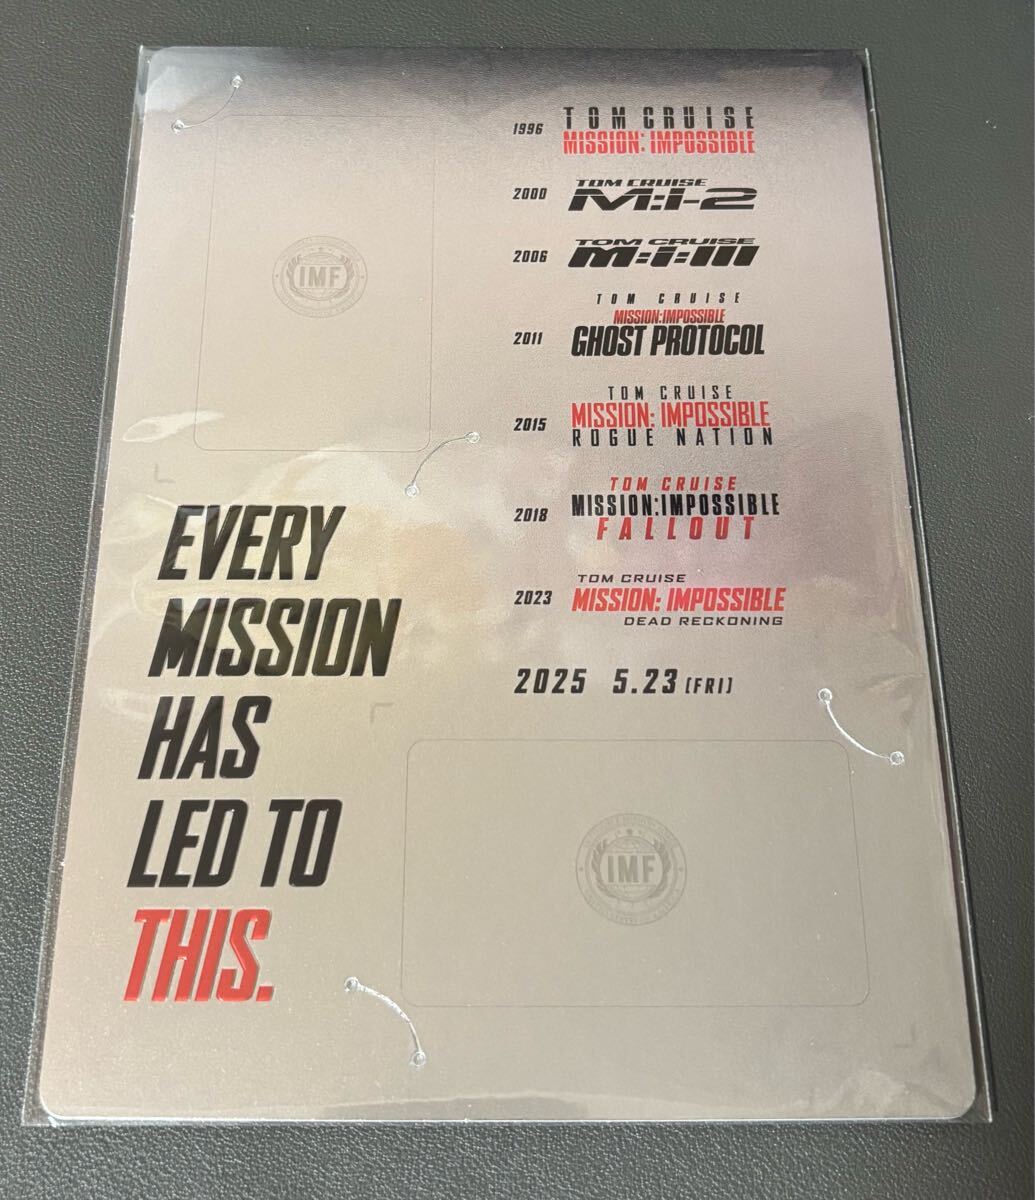 1996
TOM CRUISE
MISSION: IMPOSSIBLE
2000
TOM CRUISE
M:I-2
2006
TOM CRUISE
M:i:III
2011
TOM CRUISE
MISSION:IMPOSSIBLE
GHOST PROTOCOL
2015
TOM CRUISE
MISSION: IMPOSSIBLE
ROGUE NATION
2018
TOM CRUISE
MISSION:IMPOSSIBLE
FALLOUT
2023
TOM CRUISE
MISSION: IMPOSSIBLE
DEAD RECKONING
2025 5.23 [FRI]
IMF
EVERY
MISSION
HAS
LED TO
THIS.
IMF